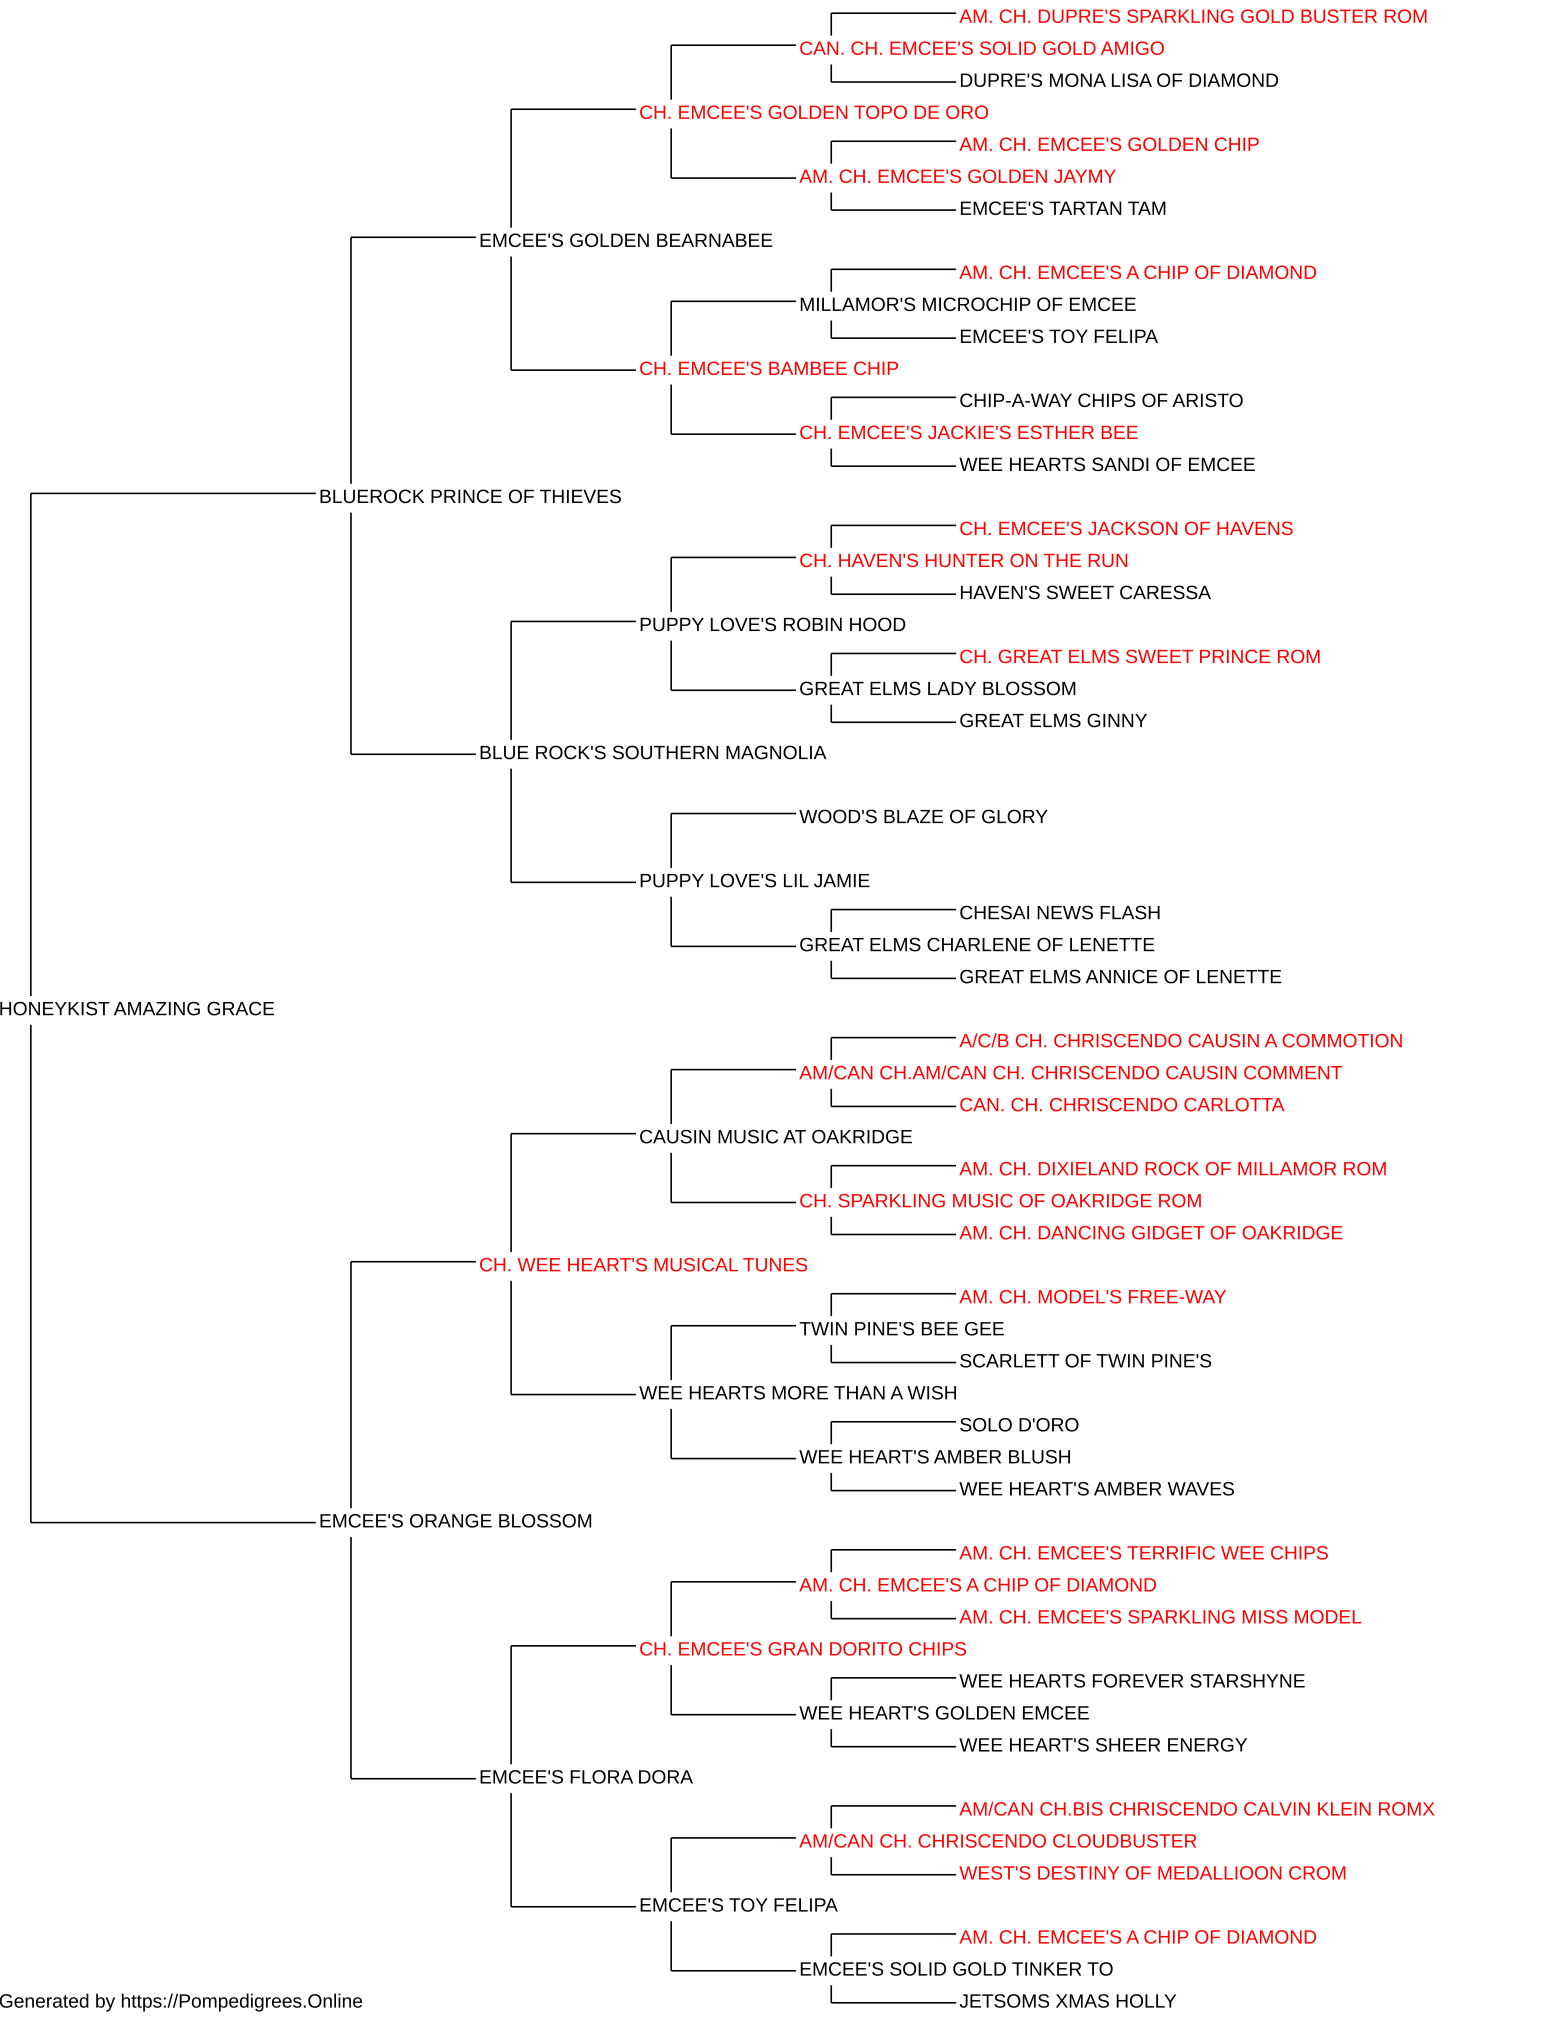 AM. CH. DUPRE'S SPARKLING GOLD BUSTER ROM
CAN. CH. EMCEE'S SOLID GOLD AMIGO
DUPRE'S MONA LISA OF DIAMOND
CH. EMCEE'S GOLDEN TOPO DE ORO
AM. CH. EMCEE'S GOLDEN CHIP
AM. CH. EMCEE'S GOLDEN JAYMY
EMCEE'S TARTAN TAM
EMCEE'S GOLDEN BEARNABEE
AM. CH. EMCEE'S A CHIP OF DIAMOND
MILLAMOR'S MICROCHIP OF EMCEE
EMCEE'S TOY FELIPA
CH. EMCEE'S BAMBEE CHIP
CHIP-A-WAY CHIPS OF ARISTO
CH. EMCEE'S JACKIE'S ESTHER BEE
WEE HEARTS SANDI OF EMCEE
BLUEROCK PRINCE OF THIEVES
CH. EMCEE'S JACKSON OF HAVENS
CH. HAVEN'S HUNTER ON THE RUN
HAVEN'S SWEET CARESSA
PUPPY LOVE'S ROBIN HOOD
CH. GREAT ELMS SWEET PRINCE ROM
GREAT ELMS LADY BLOSSOM
GREAT ELMS GINNY
BLUE ROCK'S SOUTHERN MAGNOLIA
WOOD'S BLAZE OF GLORY
PUPPY LOVE'S LIL JAMIE
CHESAI NEWS FLASH
GREAT ELMS CHARLENE OF LENETTE
GREAT ELMS ANNICE OF LENETTE
HONEYKIST AMAZING GRACE
A/C/B CH. CHRISCENDO CAUSIN A COMMOTION
AM/CAN CH.AM/CAN CH. CHRISCENDO CAUSIN COMMENT
CAN. CH. CHRISCENDO CARLOTTA
CAUSIN MUSIC AT OAKRIDGE
AM. CH. DIXIELAND ROCK OF MILLAMOR ROM
CH. SPARKLING MUSIC OF OAKRIDGE ROM
AM. CH. DANCING GIDGET OF OAKRIDGE
CH. WEE HEART'S MUSICAL TUNES
AM. CH. MODEL'S FREE-WAY
TWIN PINE'S BEE GEE
SCARLETT OF TWIN PINE'S
WEE HEARTS MORE THAN A WISH
SOLO D'ORO
WEE HEART'S AMBER BLUSH
WEE HEART'S AMBER WAVES
EMCEE'S ORANGE BLOSSOM
AM. CH. EMCEE'S TERRIFIC WEE CHIPS
AM. CH. EMCEE'S A CHIP OF DIAMOND
AM. CH. EMCEE'S SPARKLING MISS MODEL
CH. EMCEE'S GRAN DORITO CHIPS
WEE HEARTS FOREVER STARSHYNE
WEE HEART'S GOLDEN EMCEE
WEE HEART'S SHEER ENERGY
EMCEE'S FLORA DORA
AM/CAN CH.BIS CHRISCENDO CALVIN KLEIN ROMX
AM/CAN CH. CHRISCENDO CLOUDBUSTER
WEST'S DESTINY OF MEDALLIOON CROM
EMCEE'S TOY FELIPA
AM. CH. EMCEE'S A CHIP OF DIAMOND
EMCEE'S SOLID GOLD TINKER TO
JETSOMS XMAS HOLLY
Generated by https://Pompedigrees.Online